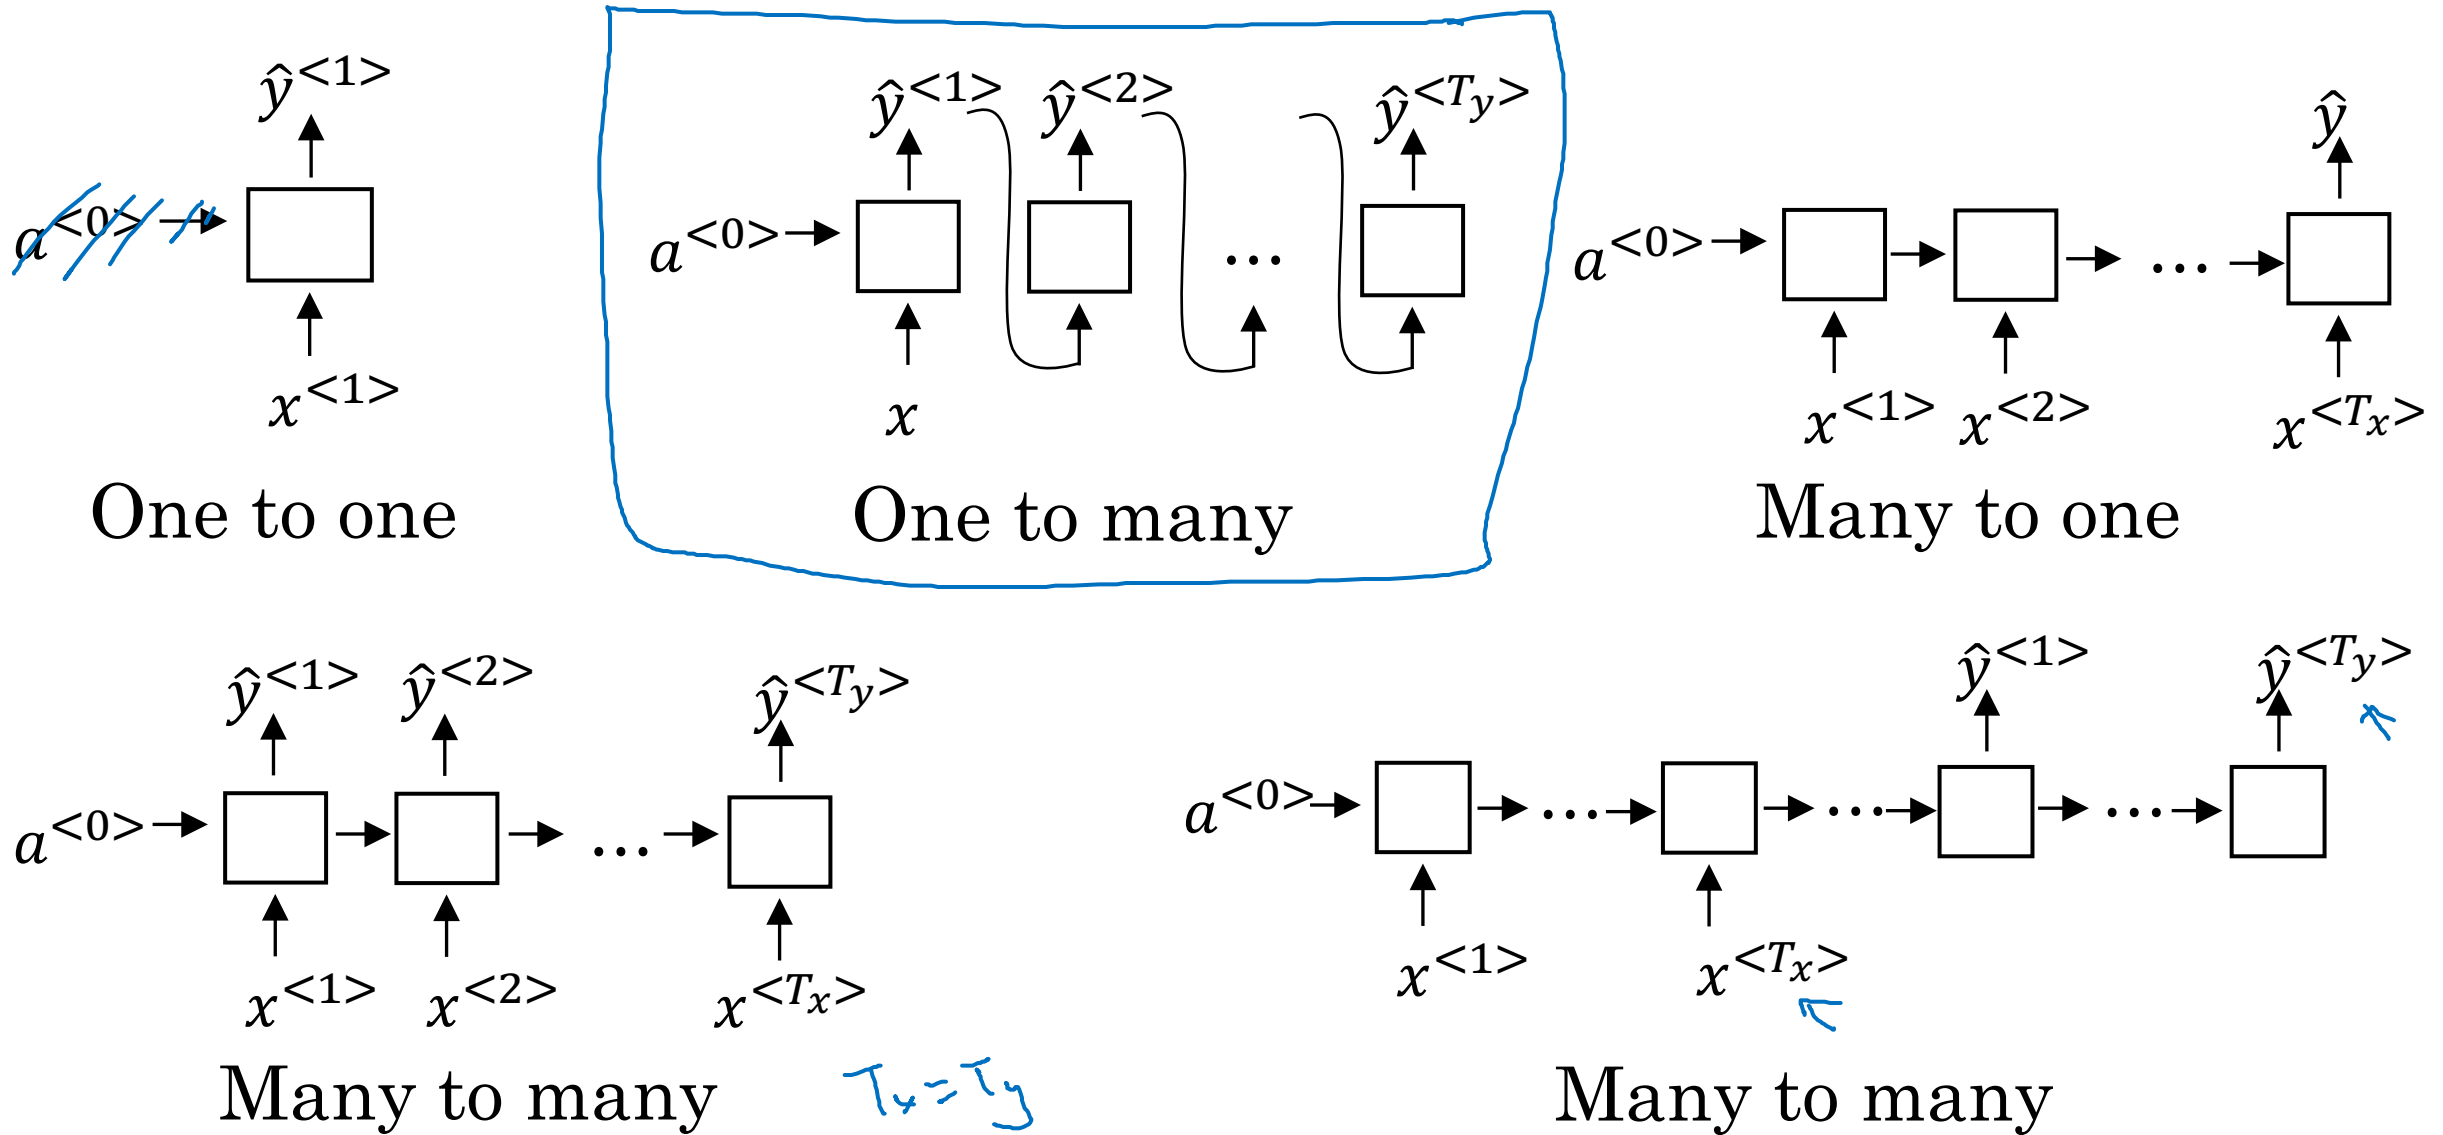 ŷ<1>
a<0>
x<1>
One to one
ŷ<1> ŷ<2> ŷ<Ty>
a<0> ...
x
One to many
ŷ
a<0> ...
x<1> x<2> x<Tx>
Many to one
ŷ<1> ŷ<2> ŷ<Ty>
a<0> ...
x<1> x<2> x<Tx>
Many to many Tx=Ty
ŷ<1> ŷ<Ty>
a<0> ... ... ...
x<1> x<Tx>
Many to many